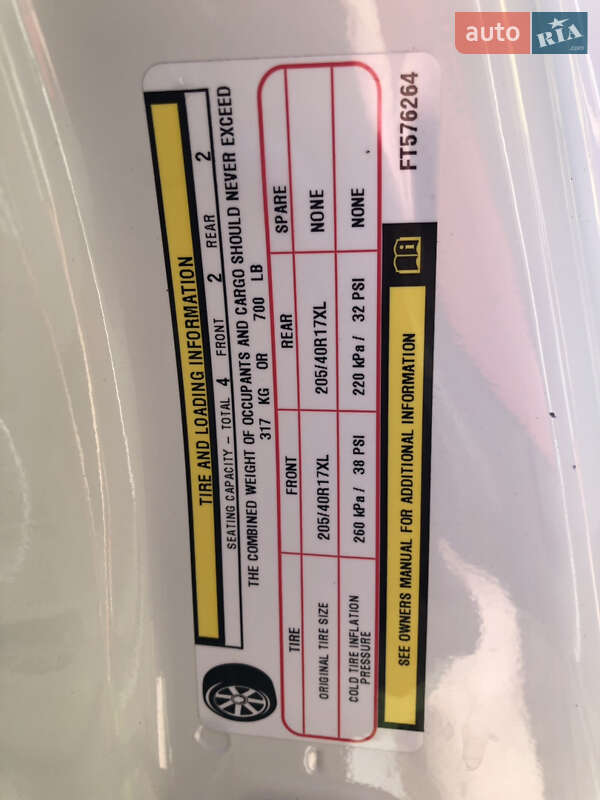 auto RIA .com
TIRE AND LOADING INFORMATION
SEATING CAPACITY - TOTAL 4 FRONT 2 REAR 2
THE COMBINED WEIGHT OF OCCUPANTS AND CARGO SHOULD NEVER EXCEED
317 KG OR 700 LB
TIRE FRONT REAR SPARE
ORIGINAL TIRE SIZE 205/40R17XL 205/40R17XL NONE
COLD TIRE INFLATION
PRESSURE 260 kPa / 38 PSI 220 kPa / 32 PSI NONE
SEE OWNERS MANUAL FOR ADDITIONAL INFORMATION
FT576264